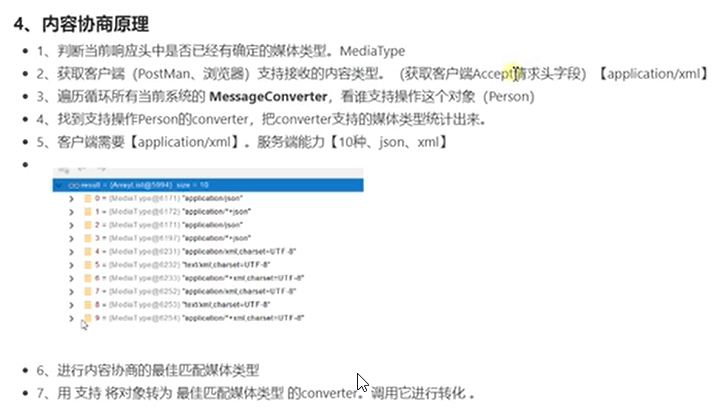 4、内容协商原理
1、判断当前响应头中是否已经有确定的媒体类型。MediaType
2、获取客户端（PostMan、浏览器）支持接收的内容类型。（获取客户端Accept请求头字段）【application/xml】
3、遍历循环所有当前系统的 MessageConverter，看谁支持操作这个对象（Person）
4、找到支持操作Person的converter，把converter支持的媒体类型统计出来。
5、客户端需要【application/xml】。服务端能力【10种、json、xml】
result = {ArrayList@5994} size = 10
0 = {MediaType@6171} "application/json"
1 = {MediaType@6172} "application/*+json"
2 = {MediaType@6171} "application/json"
3 = {MediaType@6197} "application/*+json"
4 = {MediaType@6231} "application/xml;charset=UTF-8"
5 = {MediaType@6232} "text/xml;charset=UTF-8"
6 = {MediaType@6233} "application/*+xml;charset=UTF-8"
7 = {MediaType@6252} "application/xml;charset=UTF-8"
8 = {MediaType@6253} "text/xml;charset=UTF-8"
9 = {MediaType@6254} "application/*+xml;charset=UTF-8"
6、进行内容协商的最佳匹配媒体类型
7、用 支持 将对象转为 最佳匹配媒体类型 的converter。调用它进行转化 。